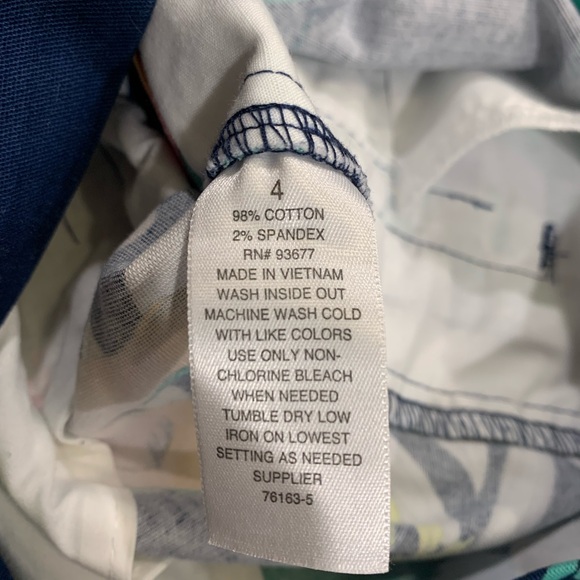 4
98% COTTON
2% SPANDEX
RN# 93677
MADE IN VIETNAM
WASH INSIDE OUT
MACHINE WASH COLD
WITH LIKE COLORS
USE ONLY NON-
CHLORINE BLEACH
WHEN NEEDED
TUMBLE DRY LOW
IRON ON LOWEST
SETTING AS NEEDED
SUPPLIER
76163-5